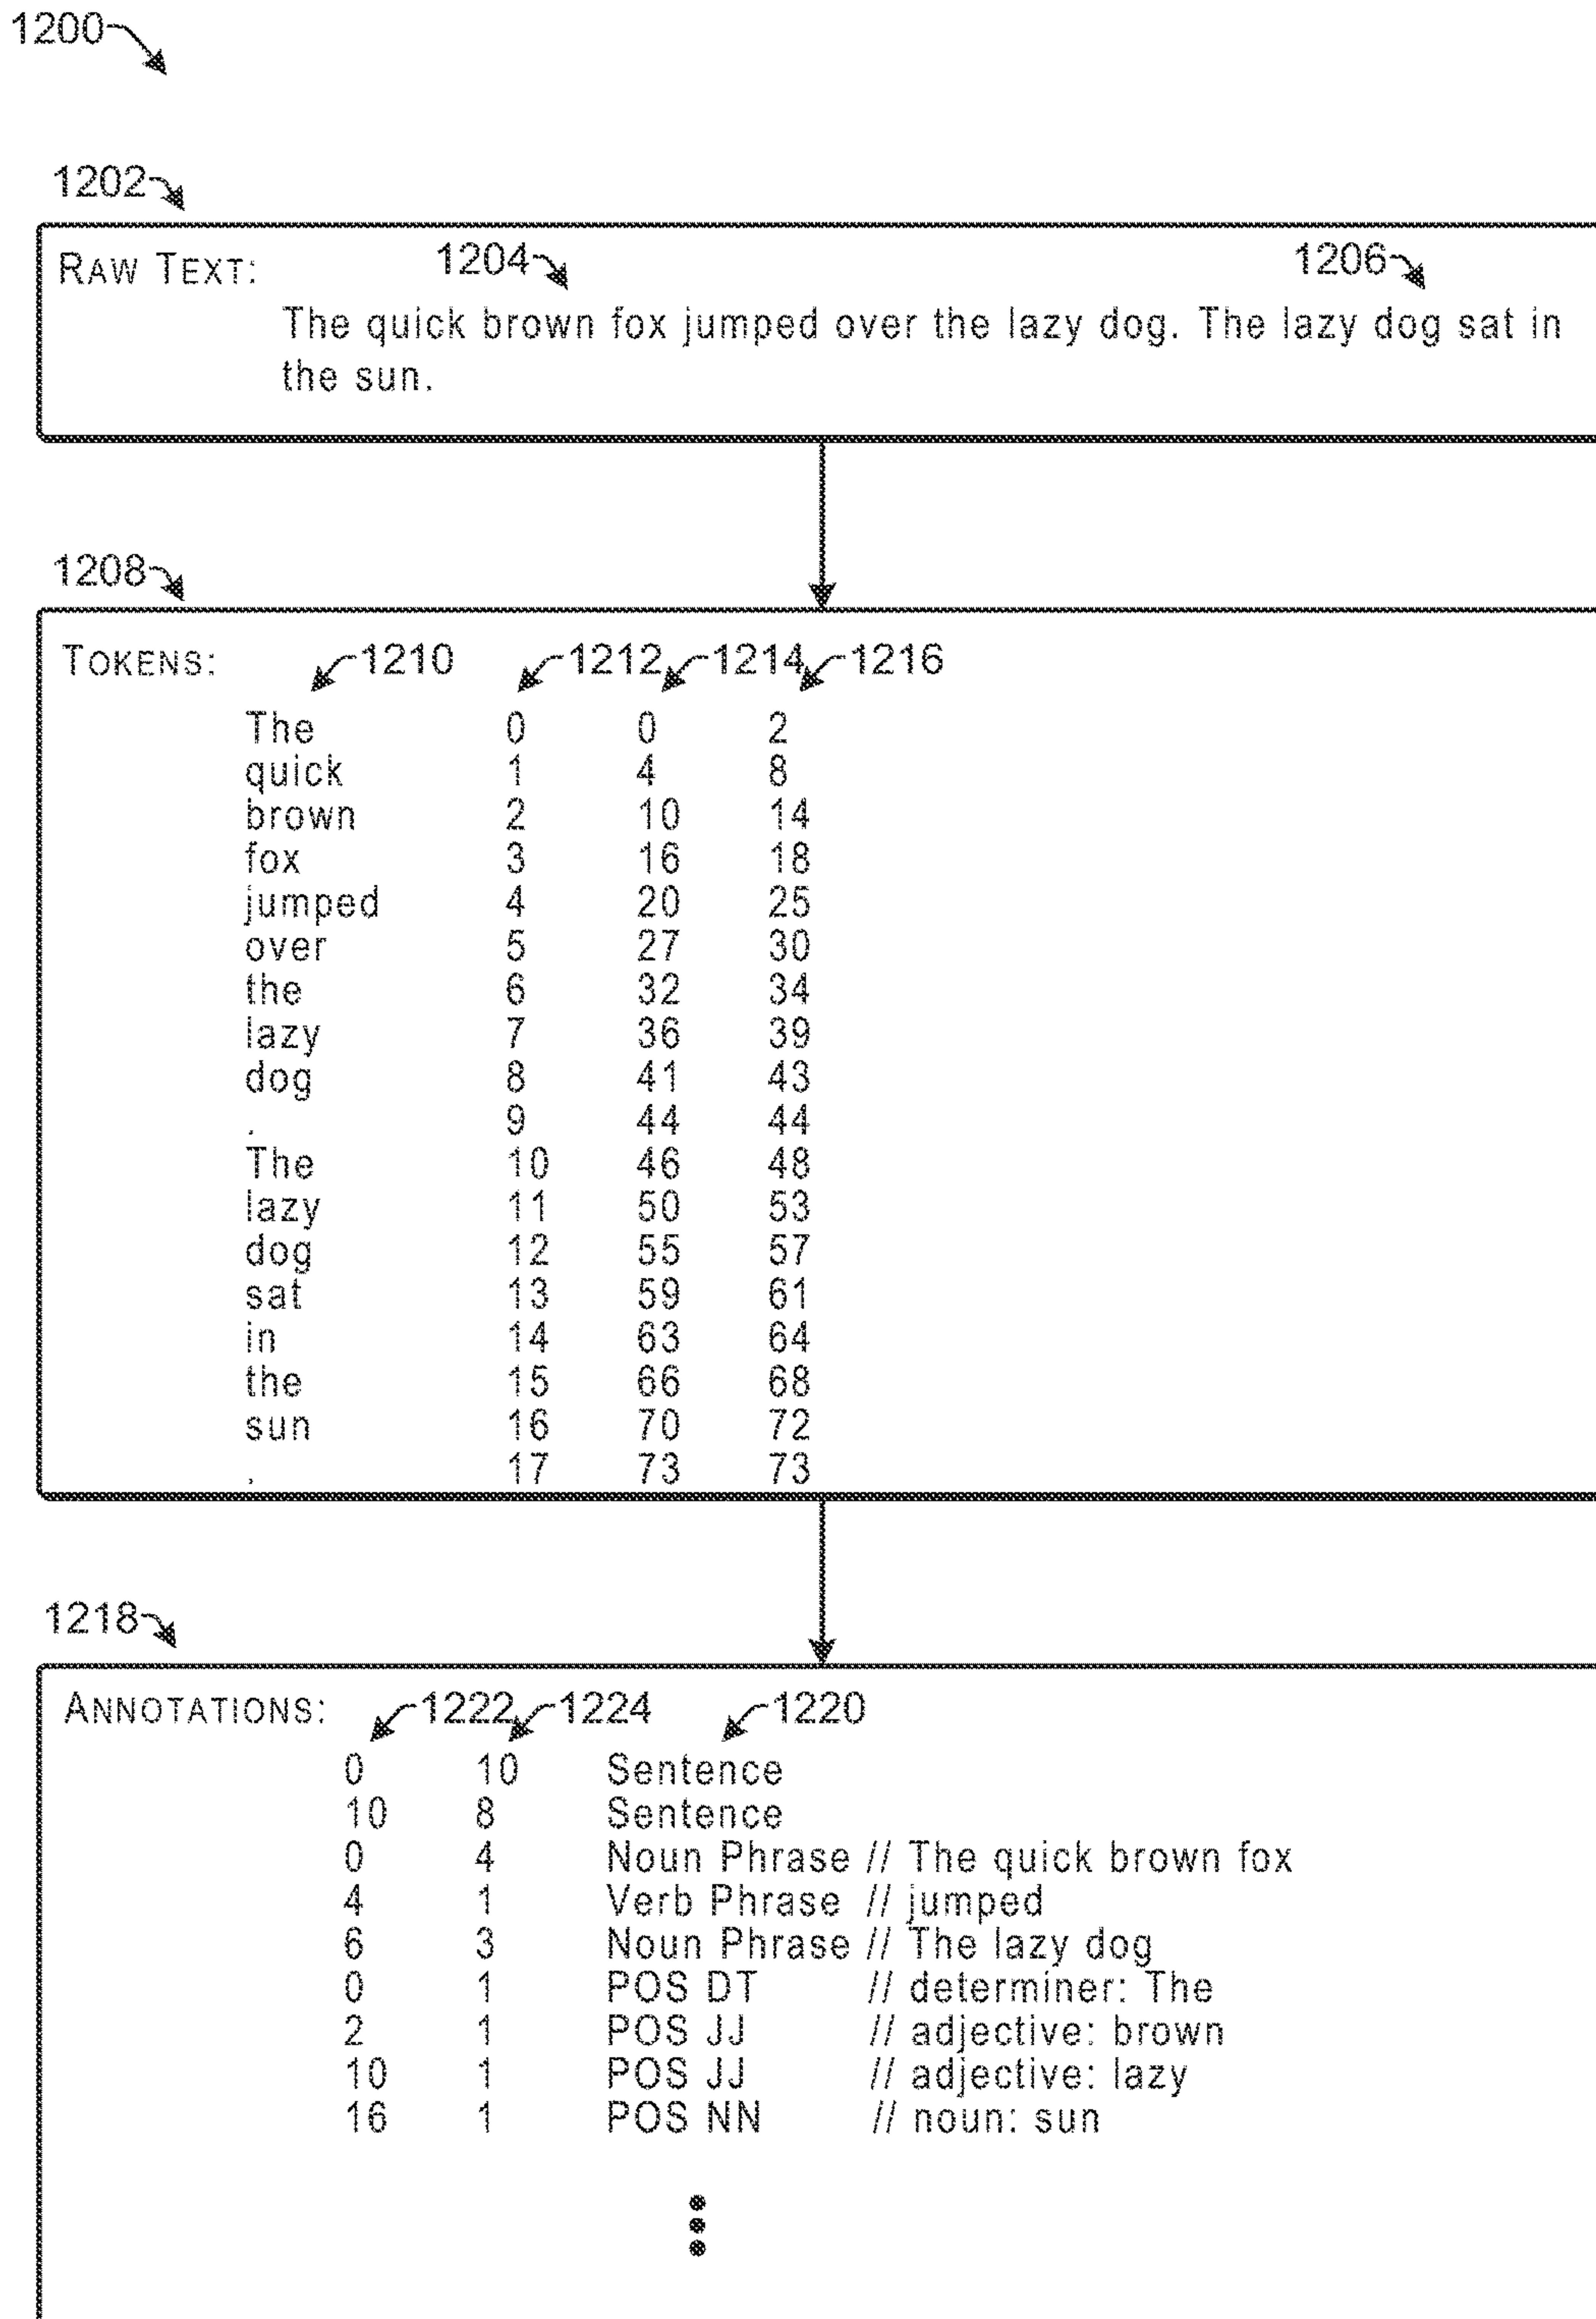 1200
1202
RAW TEXT: 1204 1206
The quick brown fox jumped over the lazy dog. The lazy dog sat in
the sun.
1208
TOKENS: 1210 1212 1214 1216
The 0 0 2
quick 1 4 8
brown 2 10 14
fox 3 16 18
jumped 4 20 25
over 5 27 30
the 6 32 34
lazy 7 36 39
dog 8 41 43
. 9 44 44
The 10 46 48
lazy 11 50 53
dog 12 55 57
sat 13 59 61
in 14 63 64
the 15 66 68
sun 16 70 72
. 17 73 73
1218
ANNOTATIONS: 1222 1224 1220
0 10 Sentence
10 8 Sentence
0 4 Noun Phrase // The quick brown fox
4 1 Verb Phrase // jumped
6 3 Noun Phrase // The lazy dog
0 1 POS DT // determiner: The
2 1 POS JJ // adjective: brown
10 1 POS JJ // adjective: lazy
16 1 POS NN // noun: sun